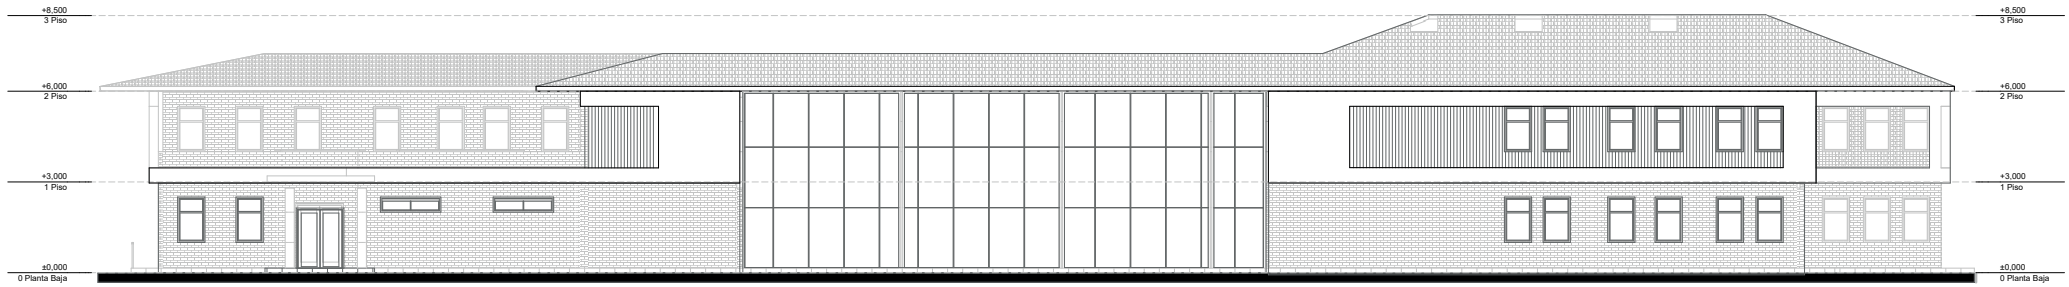 +8,500
3 Piso
+8,500
3 Piso
+6,000
2 Piso
+6,000
2 Piso
+3,000
1 Piso
+3,000
1 Piso
±0,000
0 Planta Baja
±0,000
0 Planta Baja